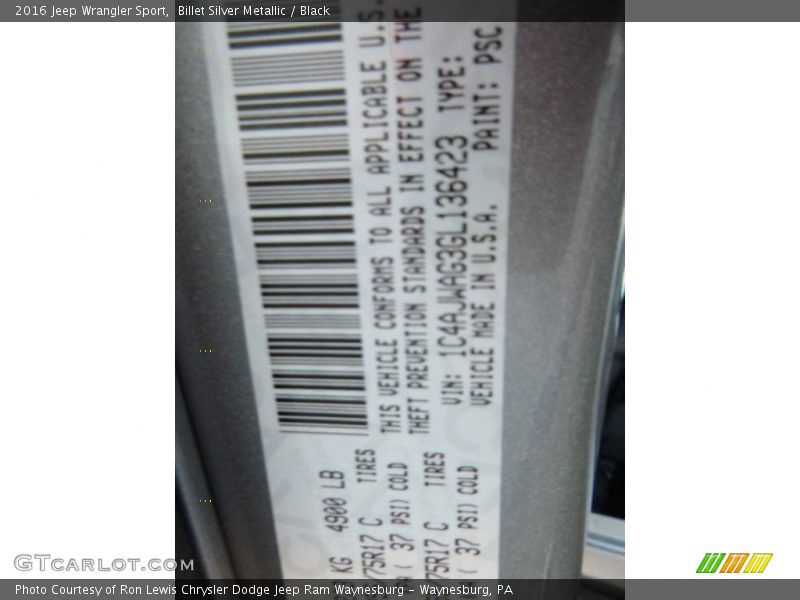 2016 Jeep Wrangler Sport, Billet Silver Metallic / Black
KG 4900 LB
75R17 C TIRES
( 37 PSI) COLD
75R17 C TIRES
( 37 PSI) COLD
THIS VEHICLE CONFORMS TO ALL APPLICABLE U.S.
THEFT PREVENTION STANDARDS IN EFFECT ON THE
VIN: 1C4AJWAG3GL136423 TYPE:
VEHICLE MADE IN U.S.A. PAINT: PSC
GTCarLot.com
Photo Courtesy of Ron Lewis Chrysler Dodge Jeep Ram Waynesburg - Waynesburg, PA